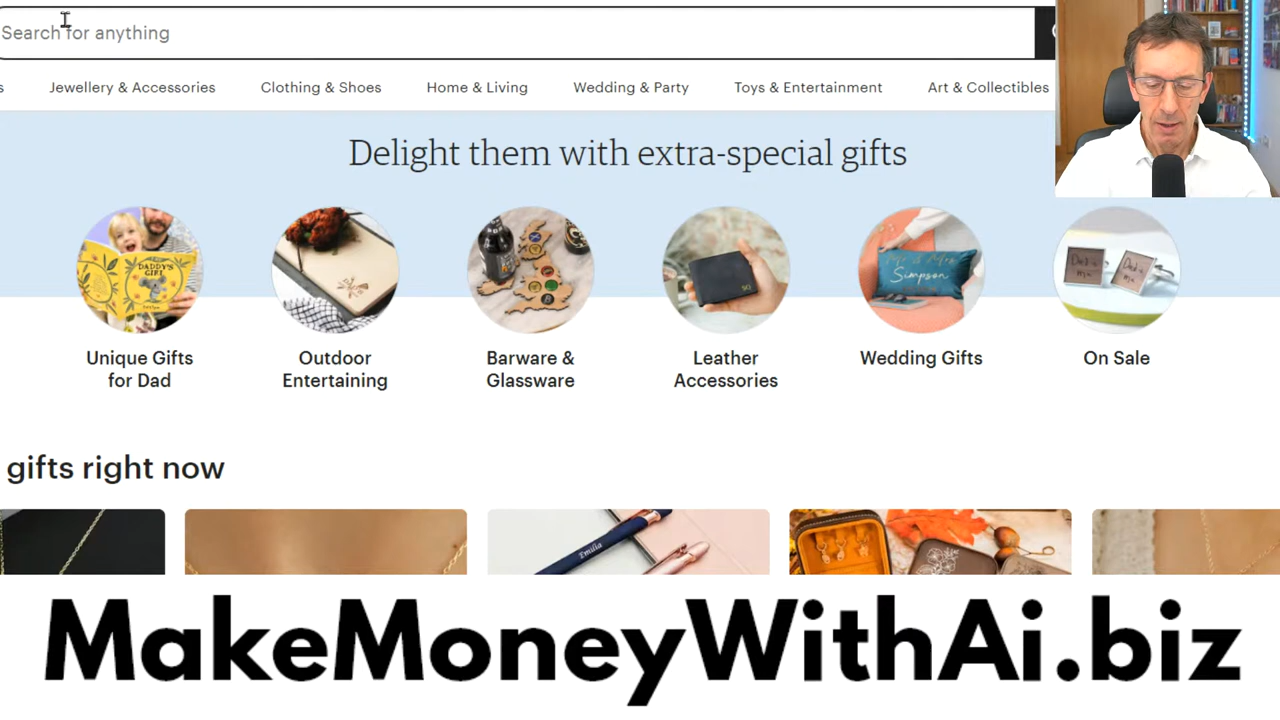 Search for anything
s Jewellery & Accessories Clothing & Shoes Home & Living Wedding & Party Toys & Entertainment Art & Collectibles
Delight them with extra-special gifts
DADDY'S
GIRL
Simpson
SG
Unique Gifts
for Dad
Outdoor
Entertaining
Barware &
Glassware
Leather
Accessories
Wedding Gifts
On Sale
gifts right now
Emilia
MakeMoneyWithAi.biz